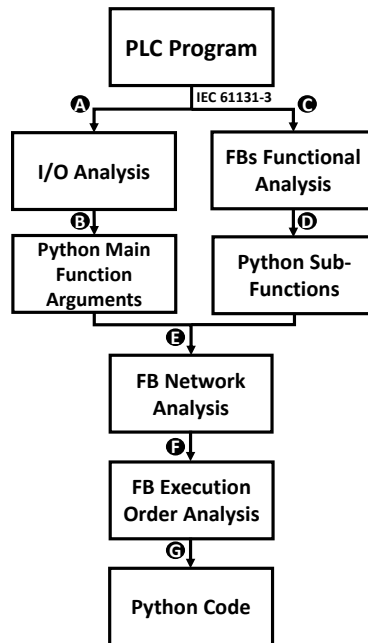 PLC Program
IEC 61131-3
A
C
I/O Analysis
FBs Functional
Analysis
B
D
Python Main
Function
Arguments
Python Sub-
Functions
E
FB Network
Analysis
F
FB Execution
Order Analysis
G
Python Code